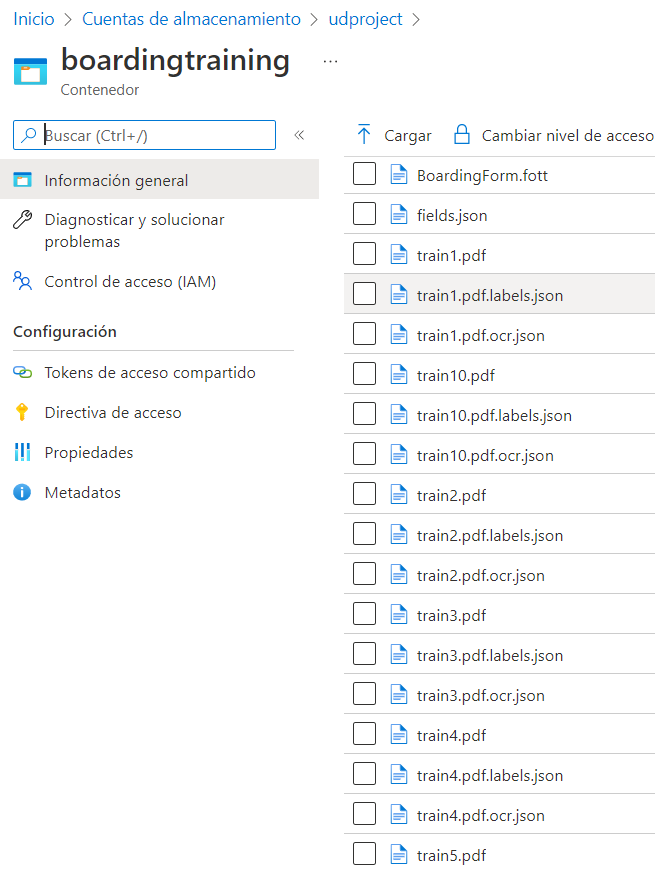 Inicio > Cuentas de almacenamiento > udproject >
boardingtraining ...
Contenedor
Buscar (Ctrl+/) «
Información general
Diagnosticar y solucionar
problemas
Control de acceso (IAM)
Configuración
Tokens de acceso compartido
Directiva de acceso
Propiedades
Metadatos
Cargar Cambiar nivel de acceso
BoardingForm.fott
fields.json
train1.pdf
train1.pdf.labels.json
train1.pdf.ocr.json
train10.pdf
train10.pdf.labels.json
train10.pdf.ocr.json
train2.pdf
train2.pdf.labels.json
train2.pdf.ocr.json
train3.pdf
train3.pdf.labels.json
train3.pdf.ocr.json
train4.pdf
train4.pdf.labels.json
train4.pdf.ocr.json
train5.pdf